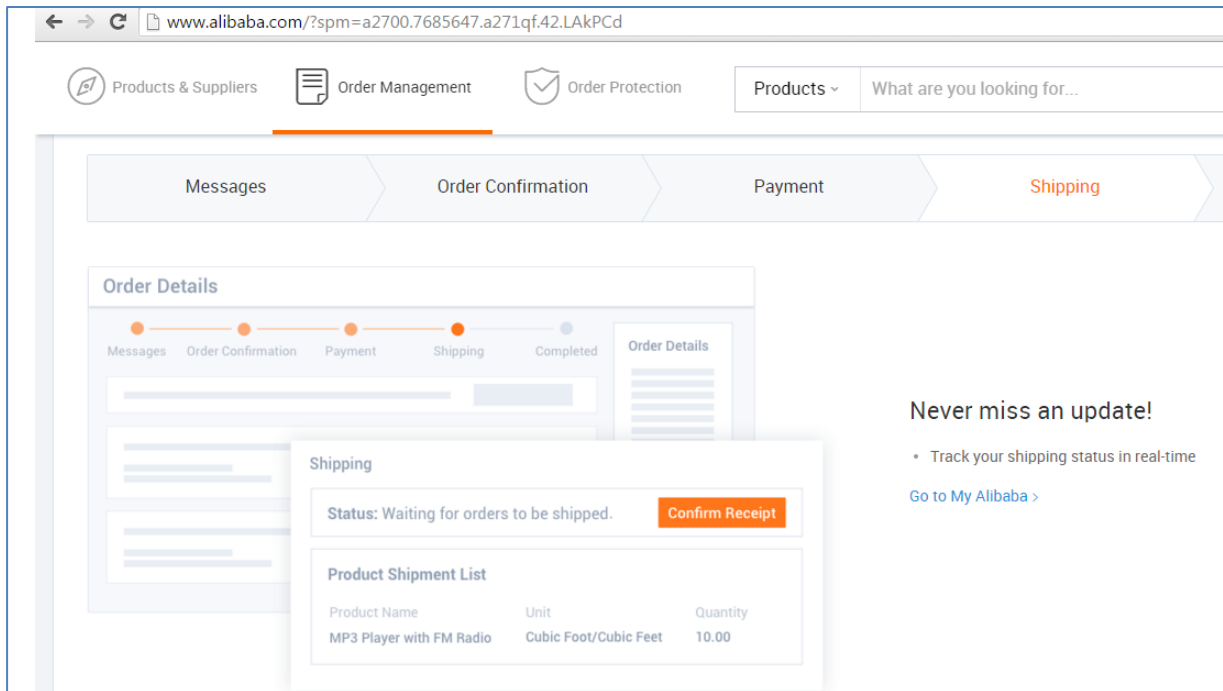 www.alibaba.com/?spm=a2700.7685647.a271qf.42.LAkPCd
Products & Suppliers
Order Management
Order Protection
Products
What are you looking for...
Messages
Order Confirmation
Payment
Shipping
Order Details
Messages
Order Confirmation
Payment
Shipping
Completed
Order Details
Never miss an update!
• Track your shipping status in real-time
Go to My Alibaba >
Shipping
Status: Waiting for orders to be shipped.
Confirm Receipt
Product Shipment List
Product Name Unit Quantity
MP3 Player with FM Radio Cubic Foot/Cubic Feet 10.00